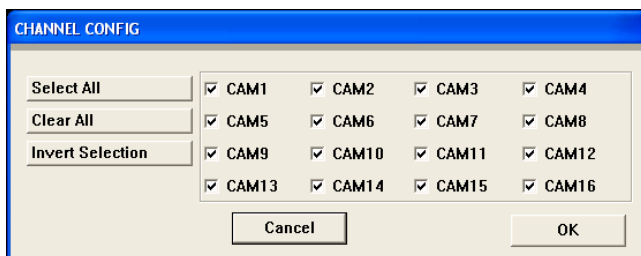 CHANNEL CONFIG
Select All
CAM1 CAM2 CAM3 CAM4
Clear All
CAM5 CAM6 CAM7 CAM8
Invert Selection
CAM9 CAM10 CAM11 CAM12
CAM13 CAM14 CAM15 CAM16
Cancel OK